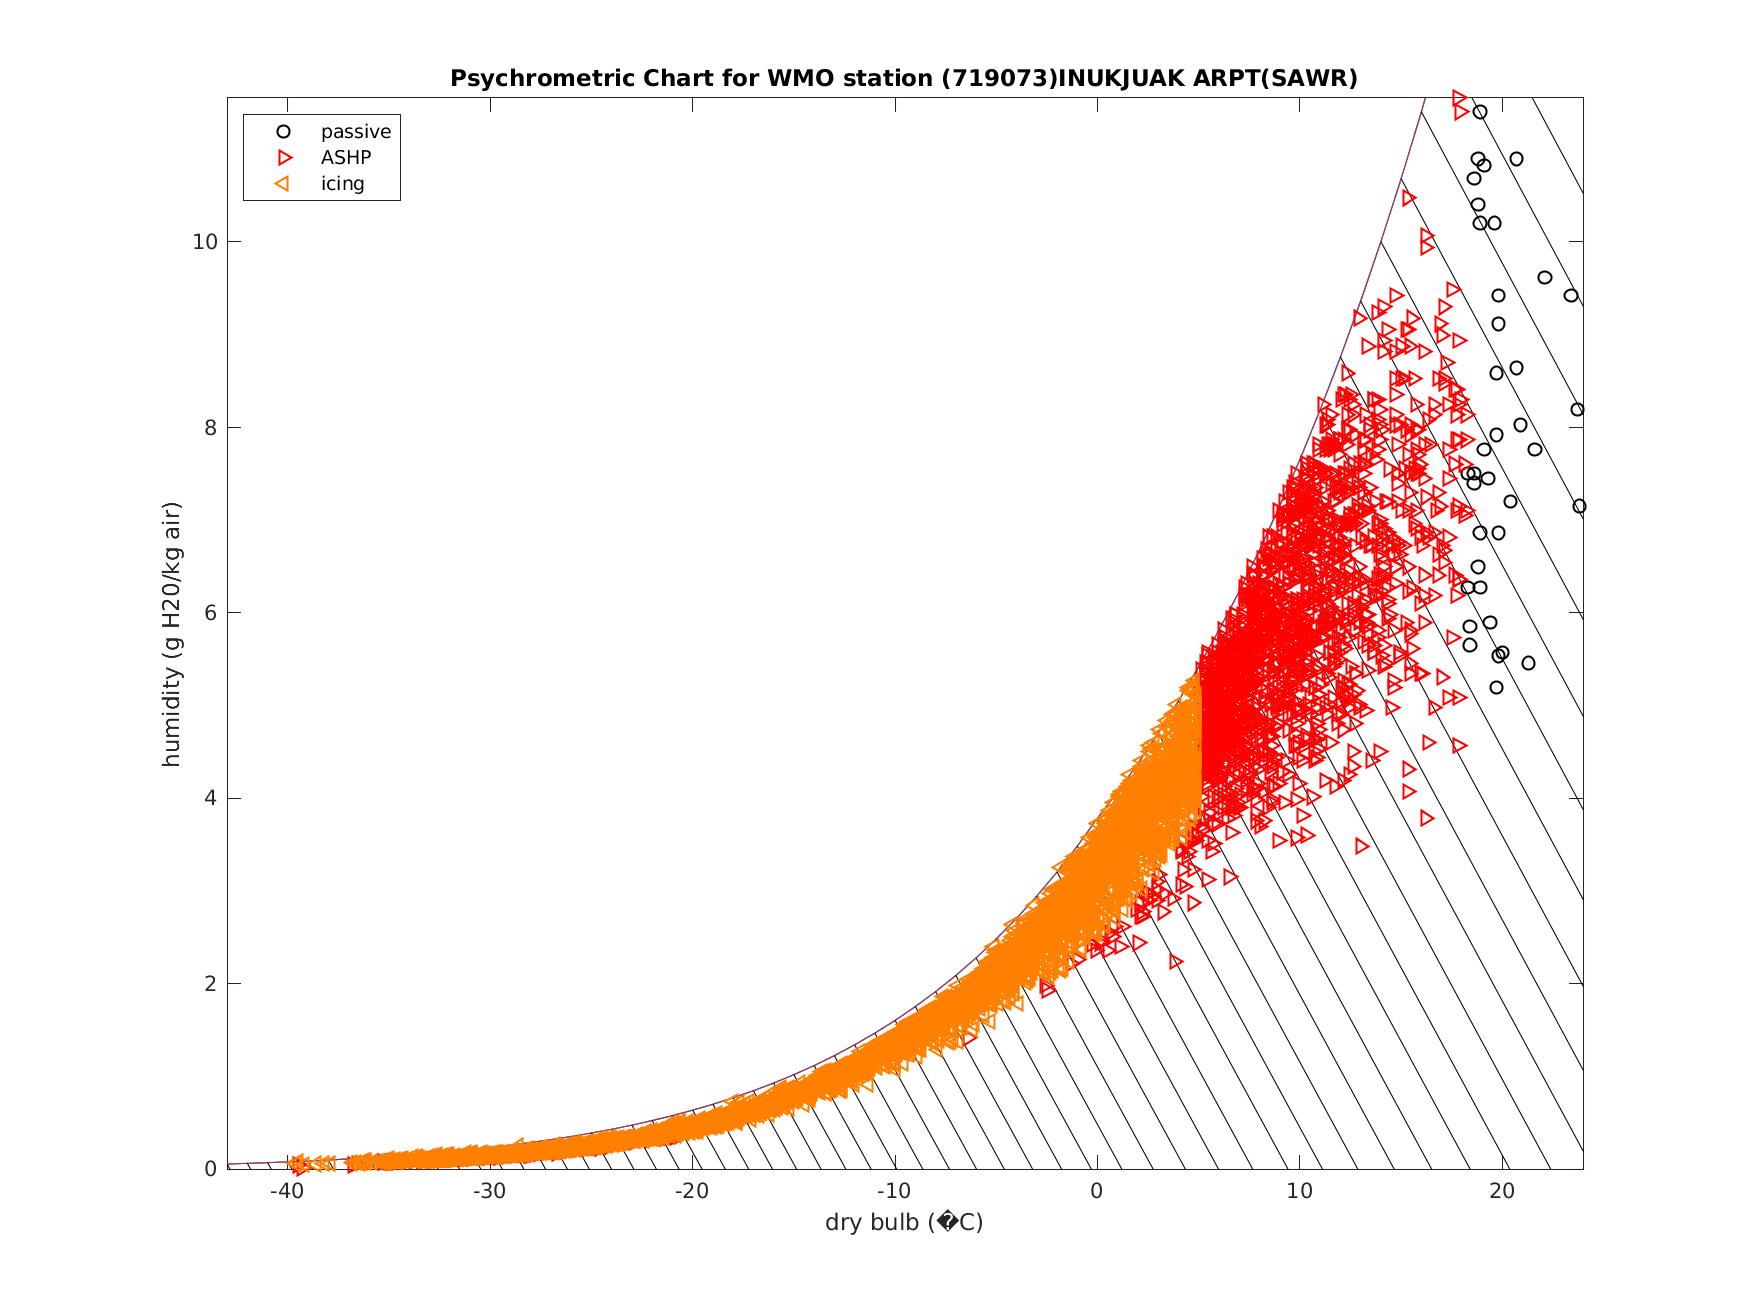 Psychrometric Chart for WMO station (719073)INUKJUAK ARPT(SAWR)
passive
ASHP
icing
10
8
6
4
2
0
humidity (g H20/kg air)
-40 -30 -20 -10 0 10 20
dry bulb (�C)